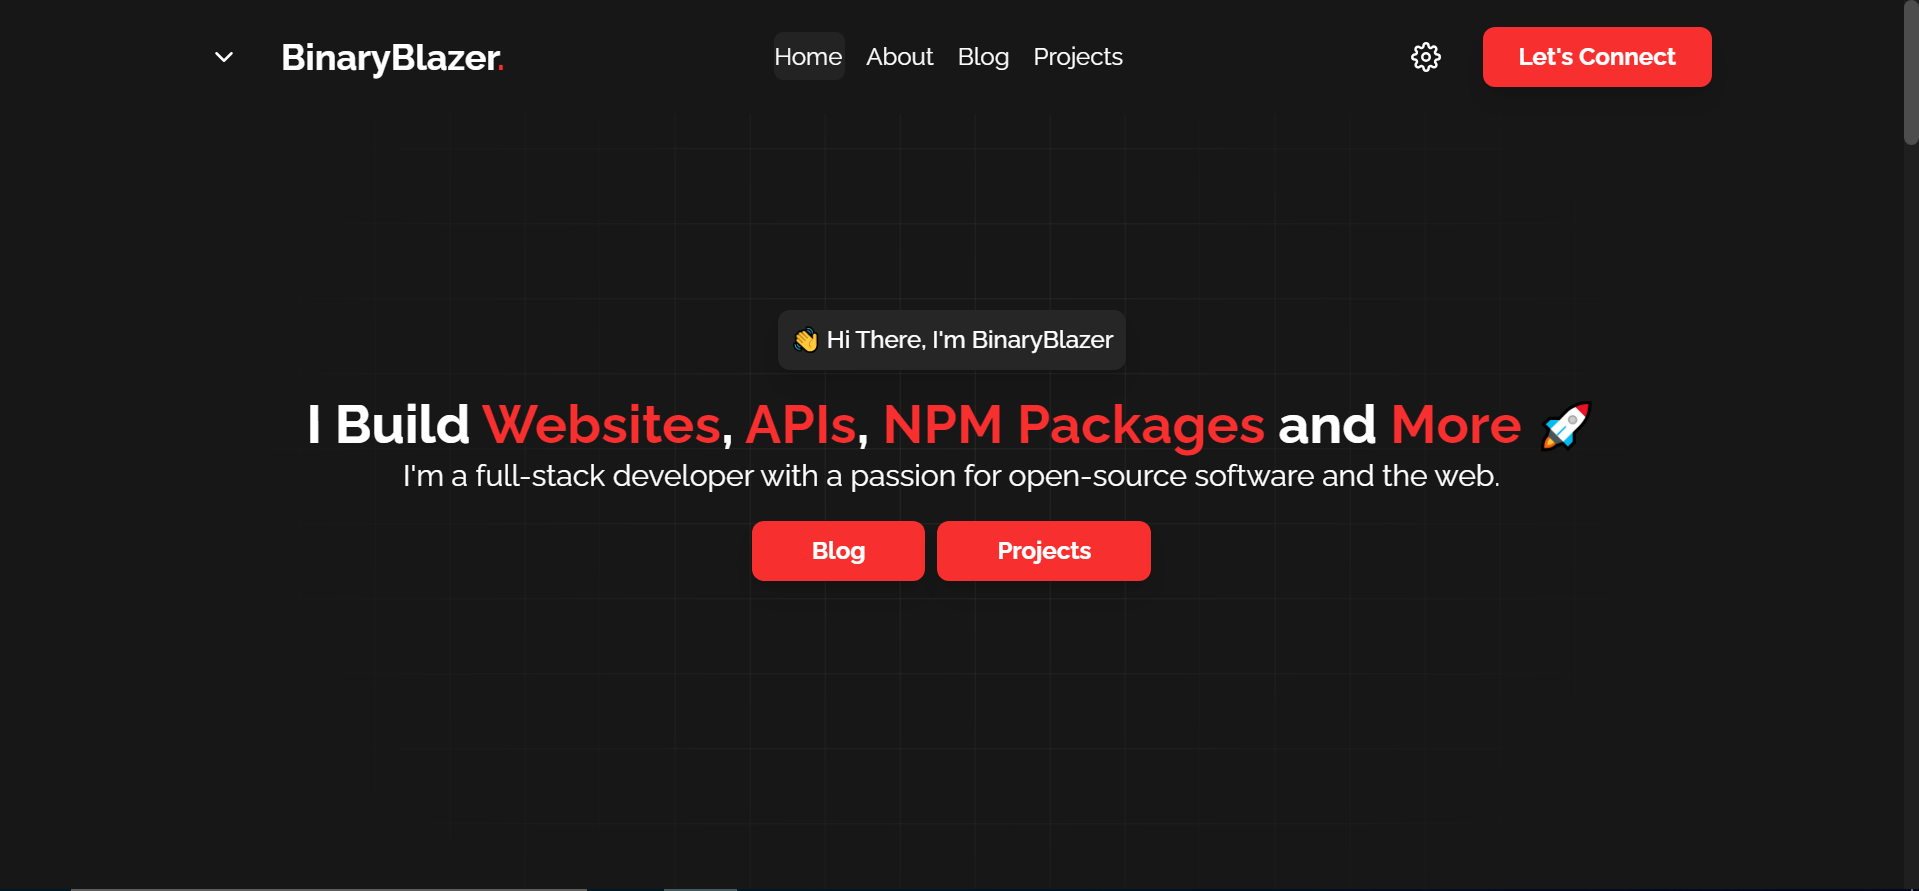 BinaryBlazer.
Home About Blog Projects
Let's Connect
👋 Hi There, I'm BinaryBlazer
I Build Websites, APIs, NPM Packages and More 🚀
I'm a full-stack developer with a passion for open-source software and the web.
Blog
Projects